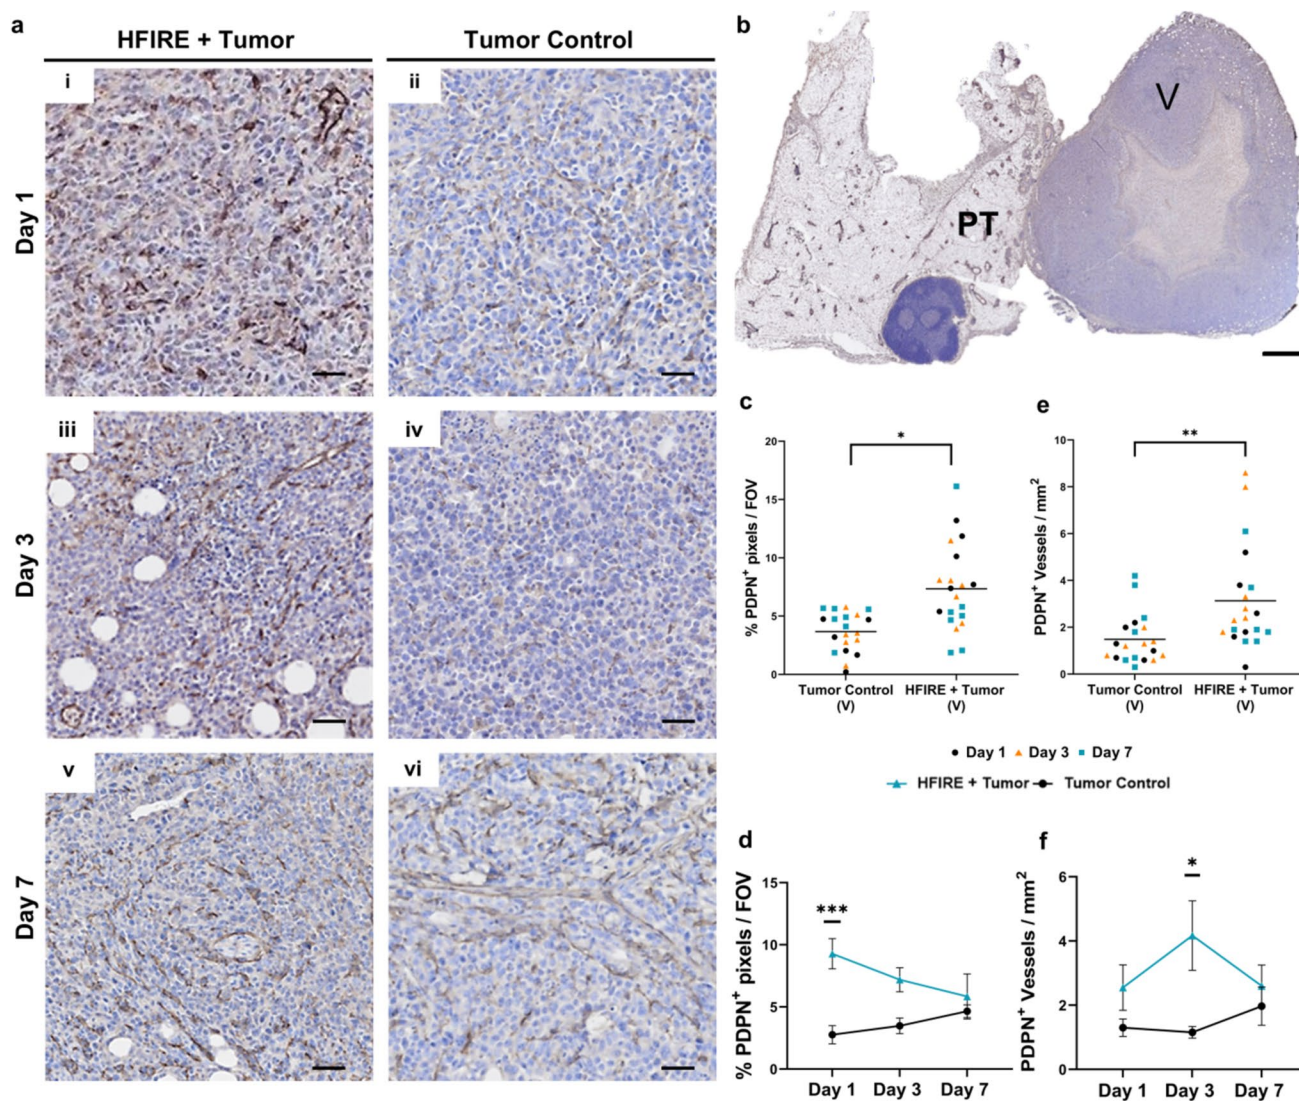 a
HFIRE + Tumor
Tumor Control
i
ii
Day 1
iii
iv
Day 3
v
vi
Day 7
b
V
PT
c
20
15
10
5
0
% PDPN+ pixels / FOV
*
Tumor Control
(V)
HFIRE + Tumor
(V)
e
10
8
6
4
2
0
PDPN+ Vessels / mm2
**
Tumor Control
(V)
HFIRE + Tumor
(V)
Day 1 Day 3 Day 7
HFIRE + Tumor Tumor Control
d
15
10
5
0
% PDPN+ pixels / FOV
***
Day 1 Day 3 Day 7
f
6
4
2
0
PDPN+ Vessels / mm2
*
Day 1 Day 3 Day 7